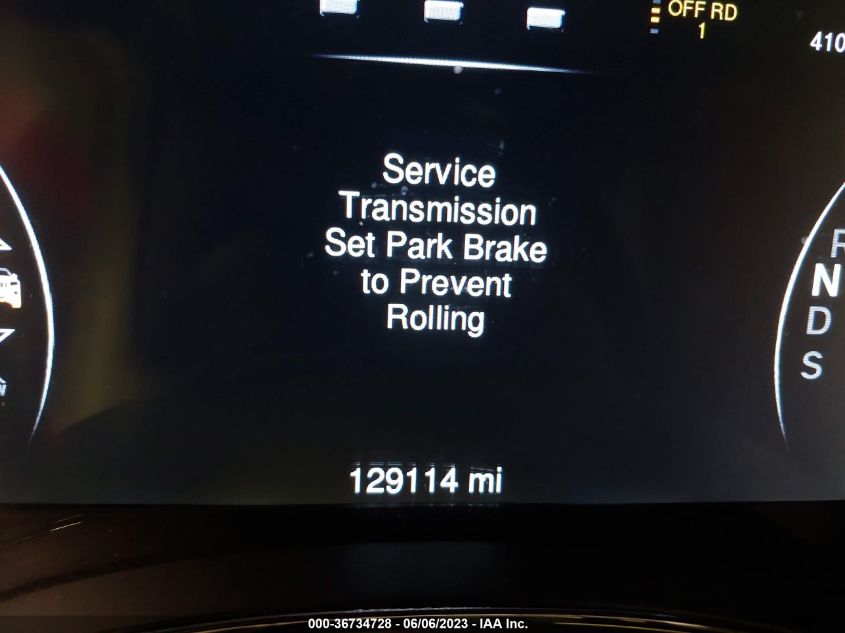 OFF RD
1
410
Service
Transmission
Set Park Brake
to Prevent
Rolling
R
N
D
S
129114 mi
000-36734728 - 06/06/2023 - IAA Inc.